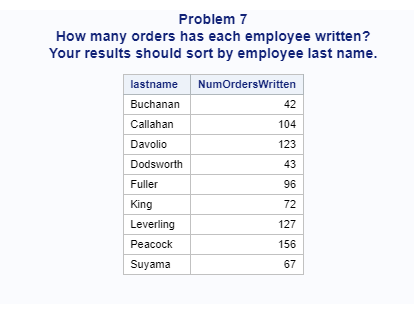 Problem 7
How many orders has each employee written?
Your results should sort by employee last name.
lastname NumOrdersWritten
Buchanan 42
Callahan 104
Davolio 123
Dodsworth 43
Fuller 96
King 72
Leverling 127
Peacock 156
Suyama 67